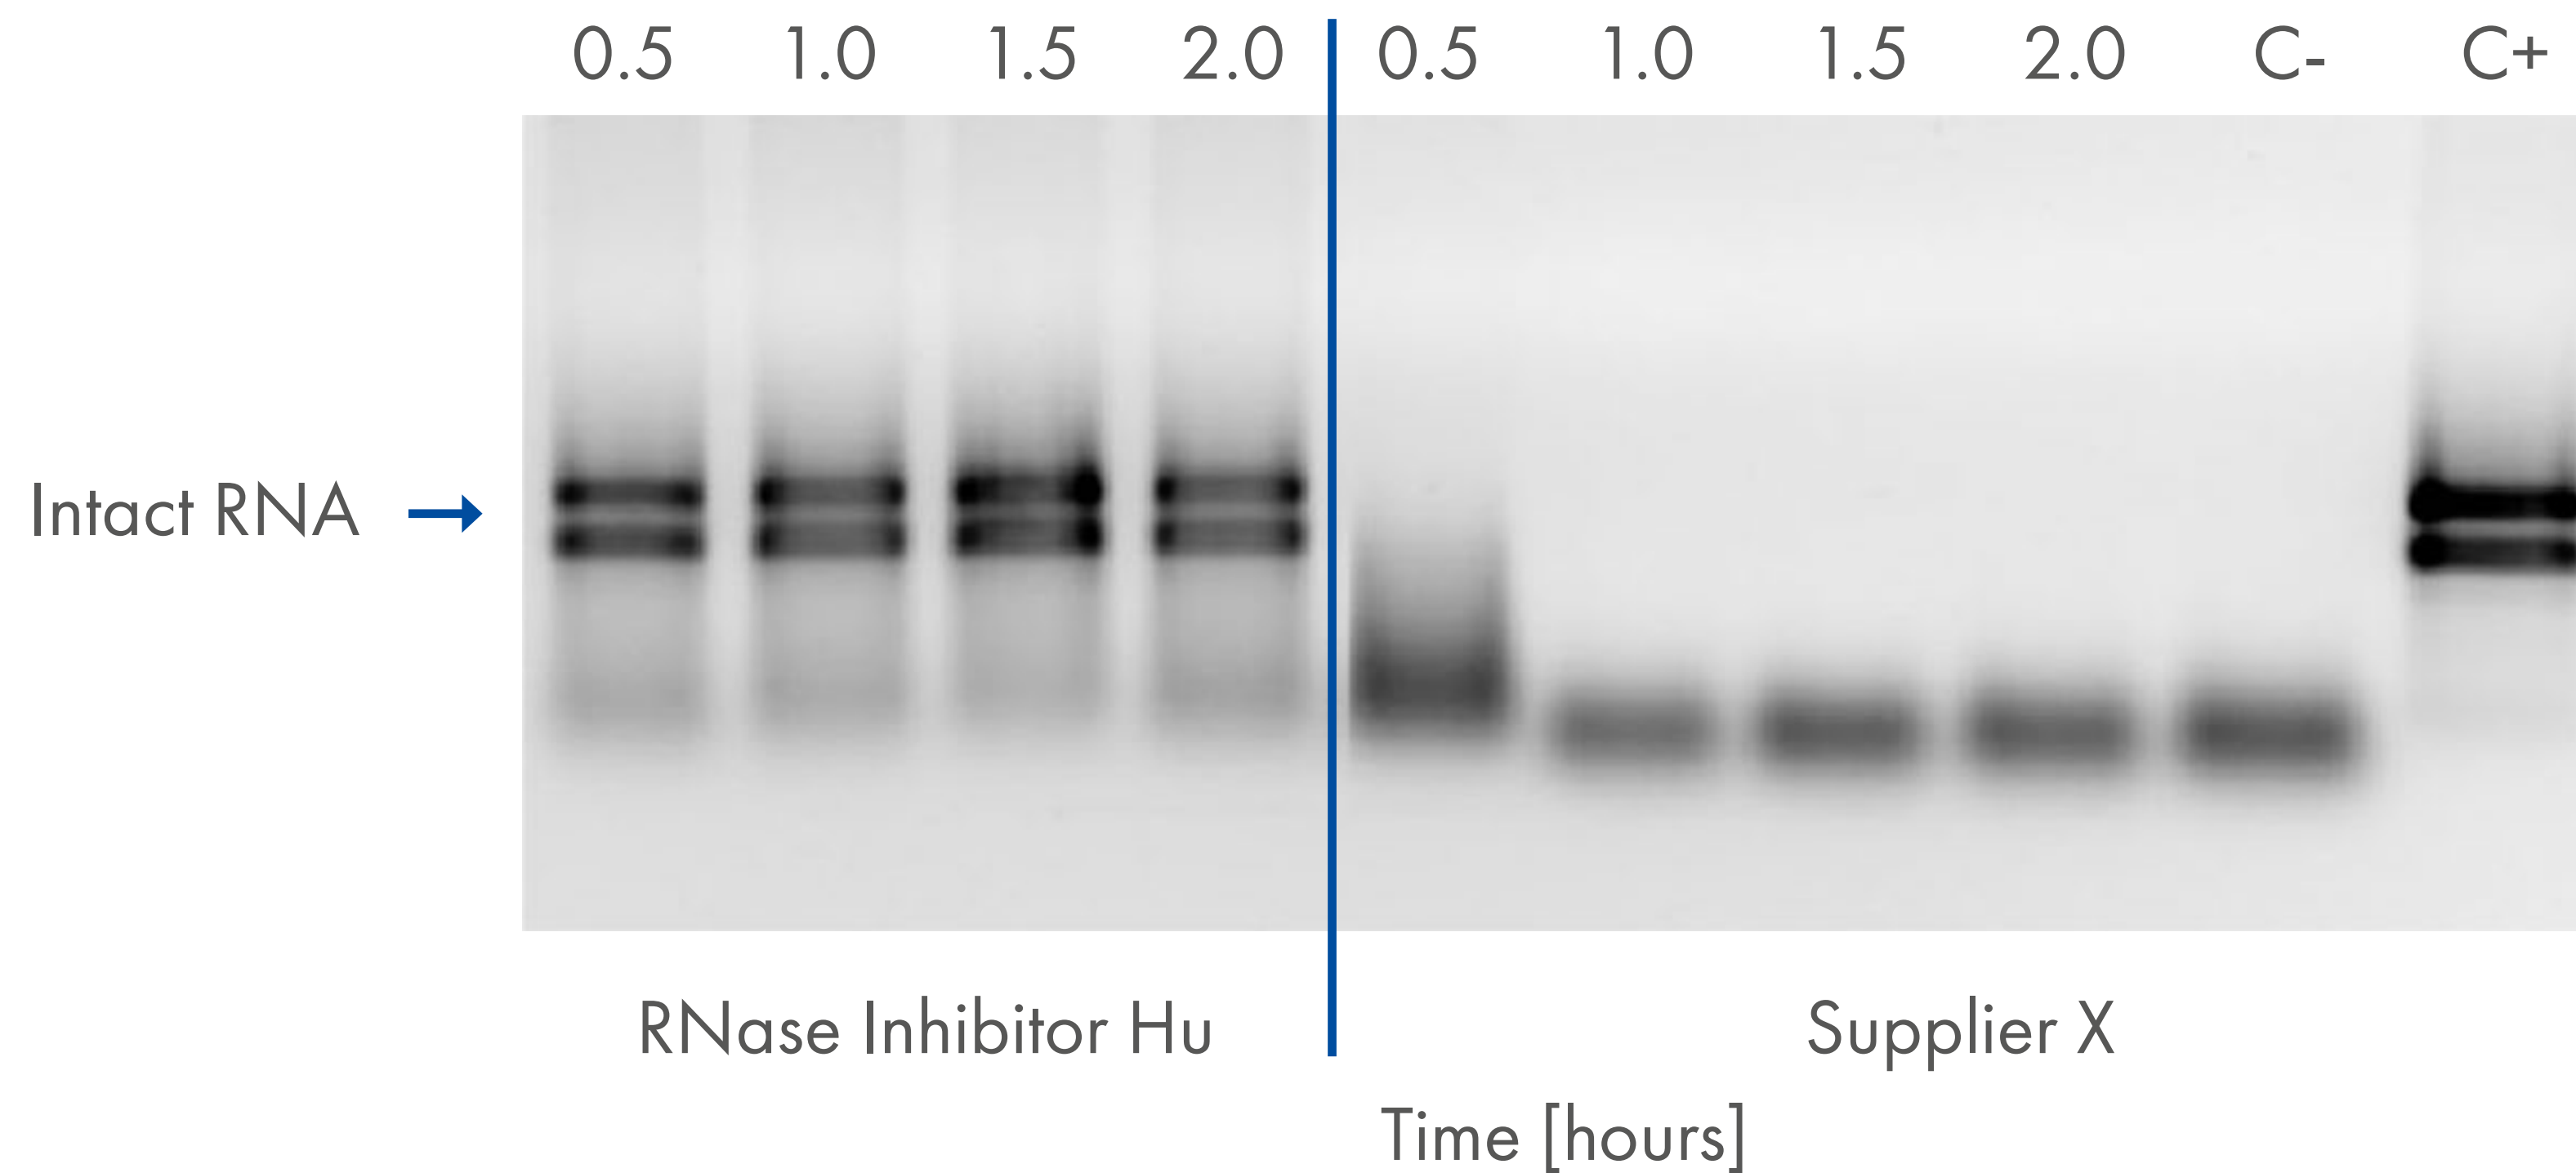 0.5 1.0 1.5 2.0 0.5 1.0 1.5 2.0 C- C+
Intact RNA
RNase Inhibitor Hu Supplier X
Time [hours]